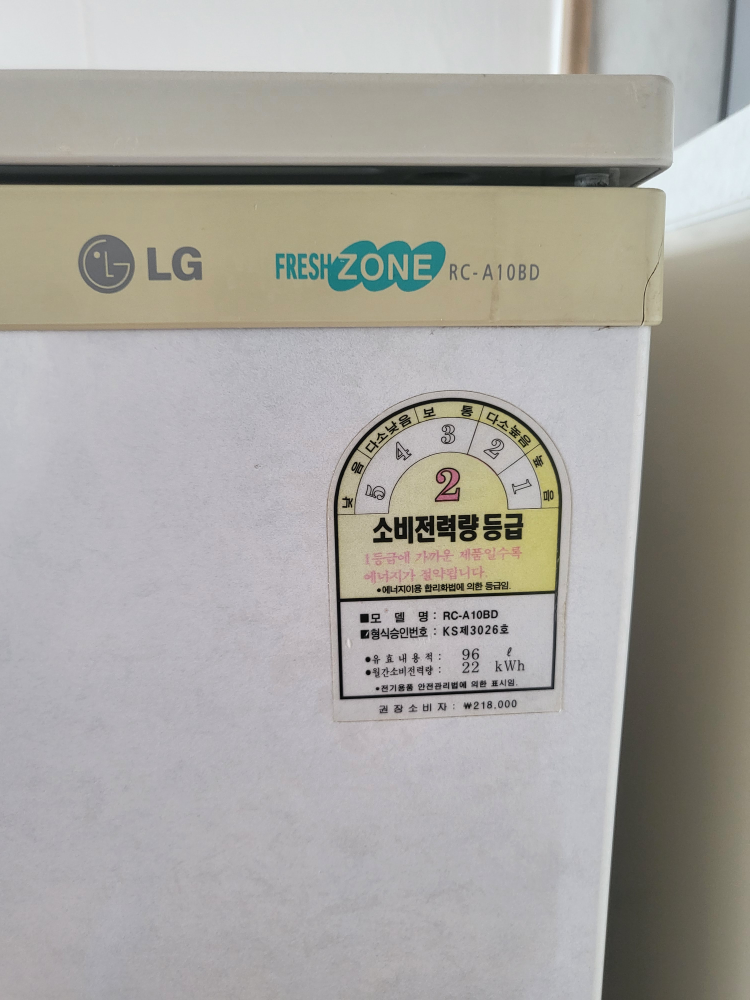 LG FRESH ZONE RC-A10BD
낮음 다소낮음 보통 다소높음 높음
5 4 3 2 1
2
소비전력량 등급
1등급에 가까운 제품일수록
에너지가 절약됩니다.
•에너지이용 합리화법에 의한 등급임.
■모 델 명 : RC-A10BD
■형식승인번호 : KS제3026호
•유효내용적 : 96 ℓ
•월간소비전력량 : 22 kWh
•전기용품 안전관리법에 의한 표시임.
권장소비자 : ₩218,000